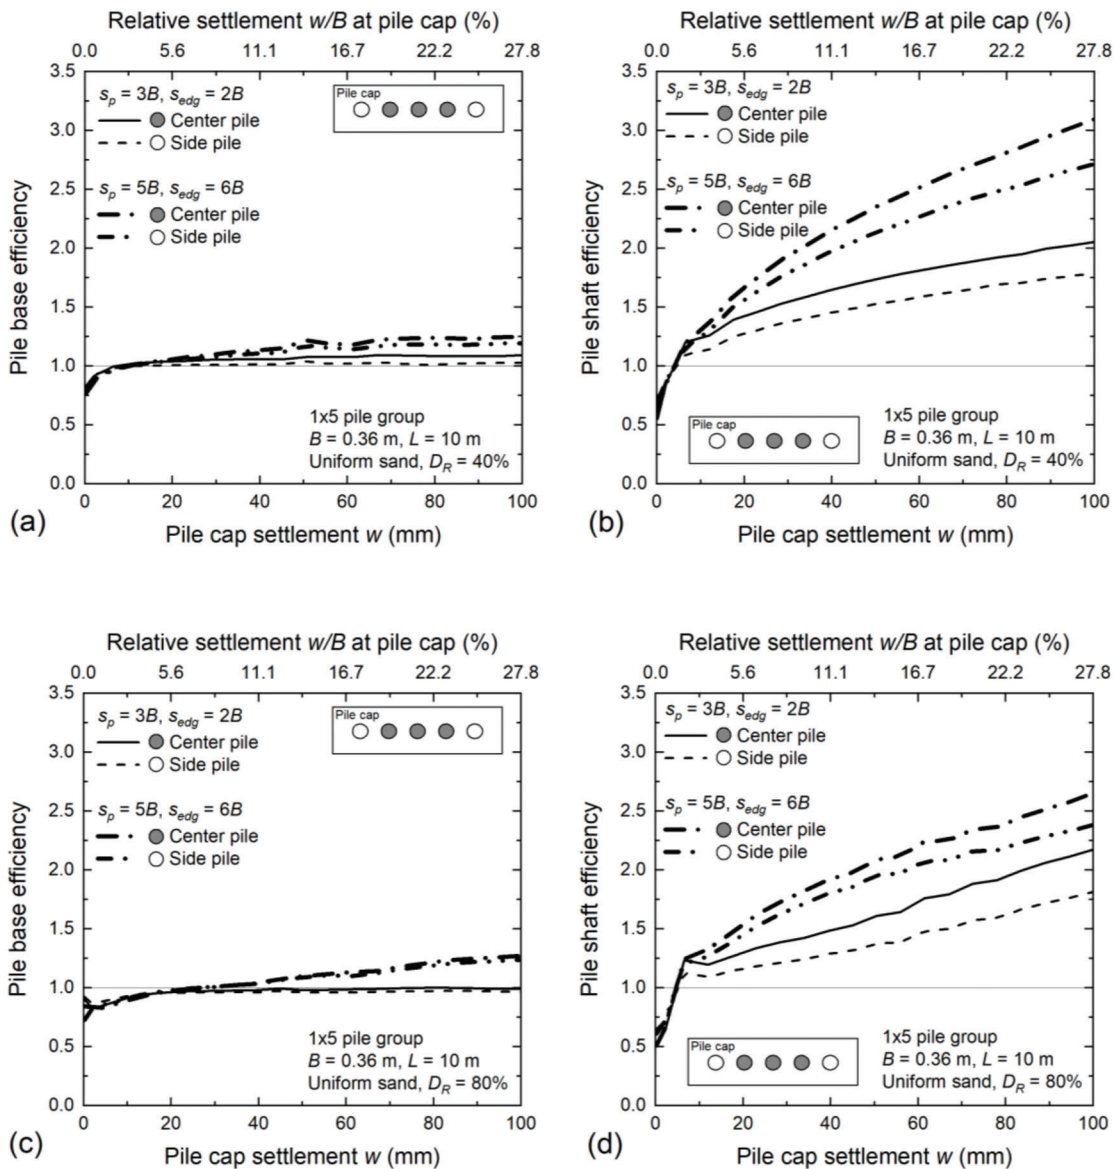 Relative settlement w/B at pile cap (%)
0.0 5.6 11.1 16.7 22.2 27.8
3.5
3.0
2.5
2.0
1.5
1.0
0.5
0.0
Pile base efficiency
s_p = 3B, s_edg = 2B
Center pile
Side pile
s_p = 5B, s_edg = 6B
Center pile
Side pile
Pile cap
1x5 pile group
B = 0.36 m, L = 10 m
Uniform sand, D_R = 40%
0 20 40 60 80 100
(a)
Pile cap settlement w (mm)
Relative settlement w/B at pile cap (%)
0.0 5.6 11.1 16.7 22.2 27.8
3.5
3.0
2.5
2.0
1.5
1.0
0.5
0.0
Pile shaft efficiency
s_p = 3B, s_edg = 2B
Center pile
Side pile
s_p = 5B, s_edg = 6B
Center pile
Side pile
Pile cap
1x5 pile group
B = 0.36 m, L = 10 m
Uniform sand, D_R = 40%
0 20 40 60 80 100
(b)
Pile cap settlement w (mm)
Relative settlement w/B at pile cap (%)
0.0 5.6 11.1 16.7 22.2 27.8
3.5
3.0
2.5
2.0
1.5
1.0
0.5
0.0
Pile base efficiency
s_p = 3B, s_edg = 2B
Center pile
Side pile
s_p = 5B, s_edg = 6B
Center pile
Side pile
Pile cap
1x5 pile group
B = 0.36 m, L = 10 m
Uniform sand, D_R = 80%
0 20 40 60 80 100
(c)
Pile cap settlement w (mm)
Relative settlement w/B at pile cap (%)
0.0 5.6 11.1 16.7 22.2 27.8
3.5
3.0
2.5
2.0
1.5
1.0
0.5
0.0
Pile shaft efficiency
s_p = 3B, s_edg = 2B
Center pile
Side pile
s_p = 5B, s_edg = 6B
Center pile
Side pile
Pile cap
1x5 pile group
B = 0.36 m, L = 10 m
Uniform sand, D_R = 80%
0 20 40 60 80 100
(d)
Pile cap settlement w (mm)